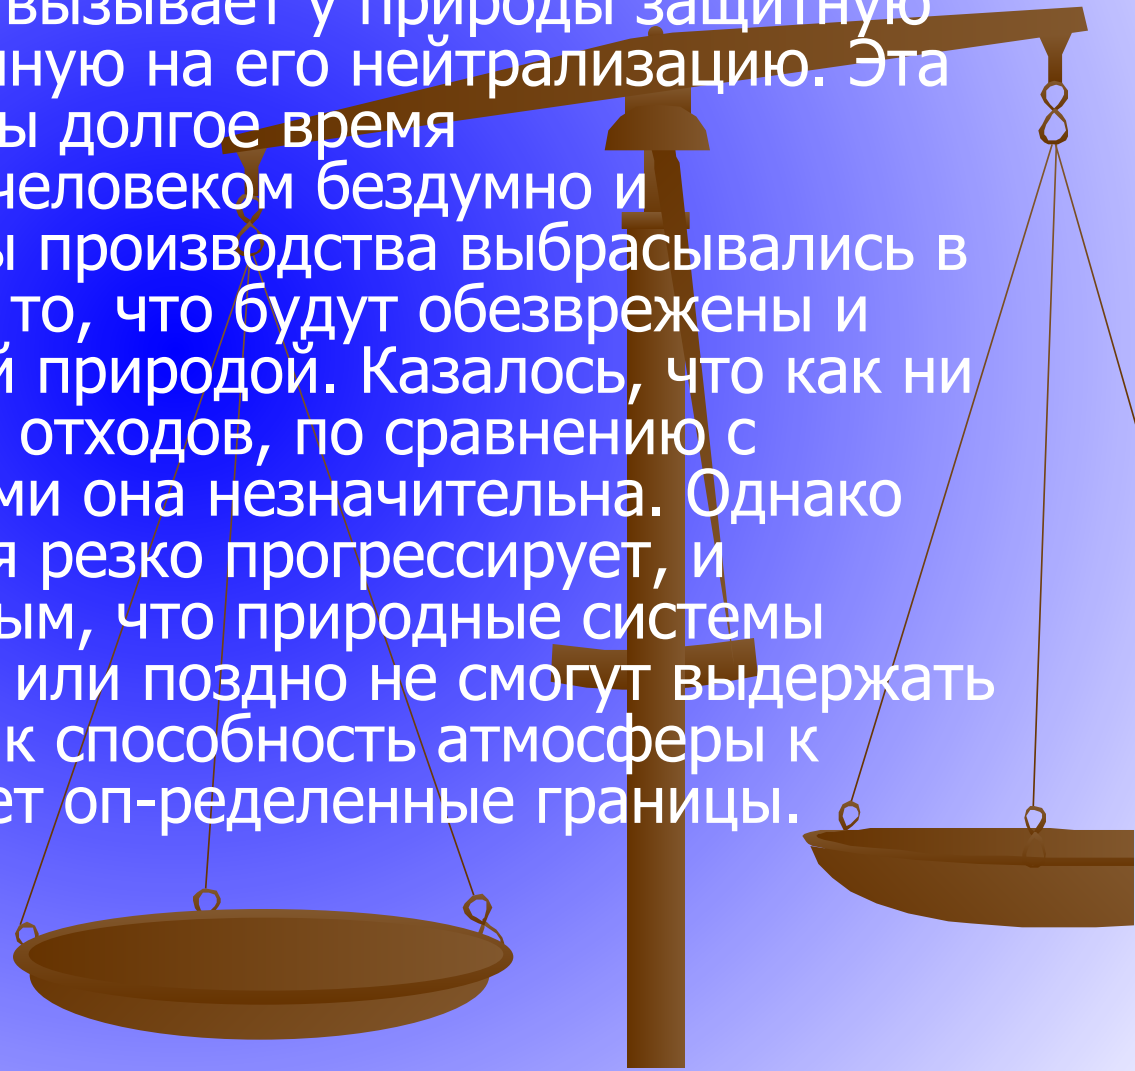 вызывает у природы защитную
нную на его нейтрализацию. Эта
ы долгое время
человеком бездумно и
ы производства выбрасывались в
то, что будут обезврежены и
й природой. Казалось, что как ни
отходов, по сравнению с
ми она незначительна. Однако
я резко прогрессирует, и
ым, что природные системы
или поздно не смогут выдержать
к способность атмосферы к
ет оп-ределенные границы.